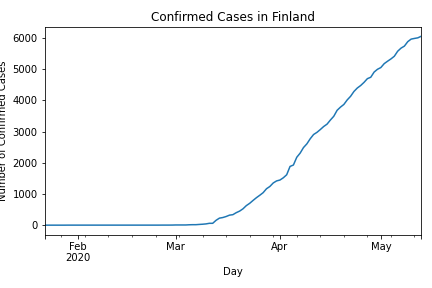 Confirmed Cases in Finland
Number of Confirmed Cases
6000
5000
4000
3000
2000
1000
0
Feb
2020
Mar
Apr
May
Day